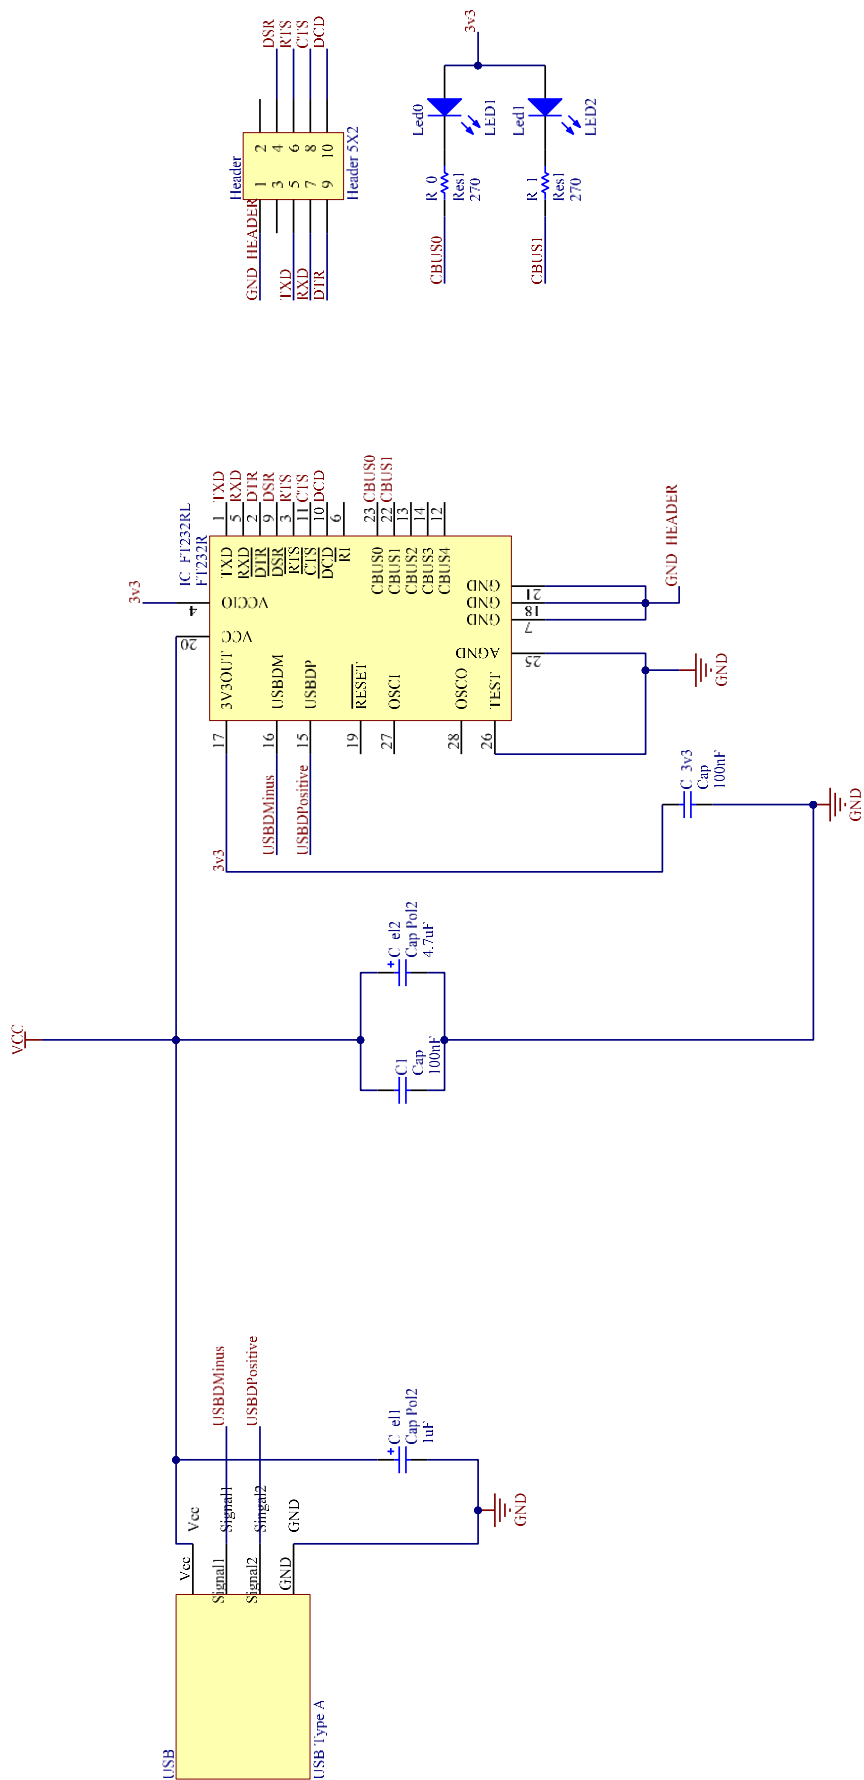 USB
USB Type A
Vcc
Signal1
Signal2
GND
Vcc
Signal1
Singal2
GND
USBDMinus
USBDPositive
C_el1
Cap Pol2
1uF
GND
VCC
C1
Cap
100nF
C_el2
Cap Pol2
4.7uF
3v3
USBDMinus
USBDPositive
C_3v3
Cap
100nF
GND
GND
GND_HEADER
3v3
IC_FT232RL
FT232R
4
VCCIO
20
VCC
17
3V3OUT
16
USBDM
15
USBDP
19
RESET
27
OSCI
28
OSCO
26
TEST
TXD
1
TXD
RXD
5
RXD
DTR
2
DTR
DSR
9
DSR
RTS
3
RTS
CTS
11
CTS
DCD
10
DCD
RI
6
CBUS0
23
CBUS0
CBUS1
22
CBUS1
CBUS2
13
CBUS3
14
CBUS4
12
GND
21
GND
18
GND
7
AGND
25
Header
Header 5X2
1
2
3
4
5
6
7
8
9
10
GND_HEADER
TXD
RXD
DTR
DSR
RTS
CTS
DCD
3v3
Led0
LED1
R_0
Res1
270
CBUS0
Led1
LED2
R_1
Res1
270
CBUS1